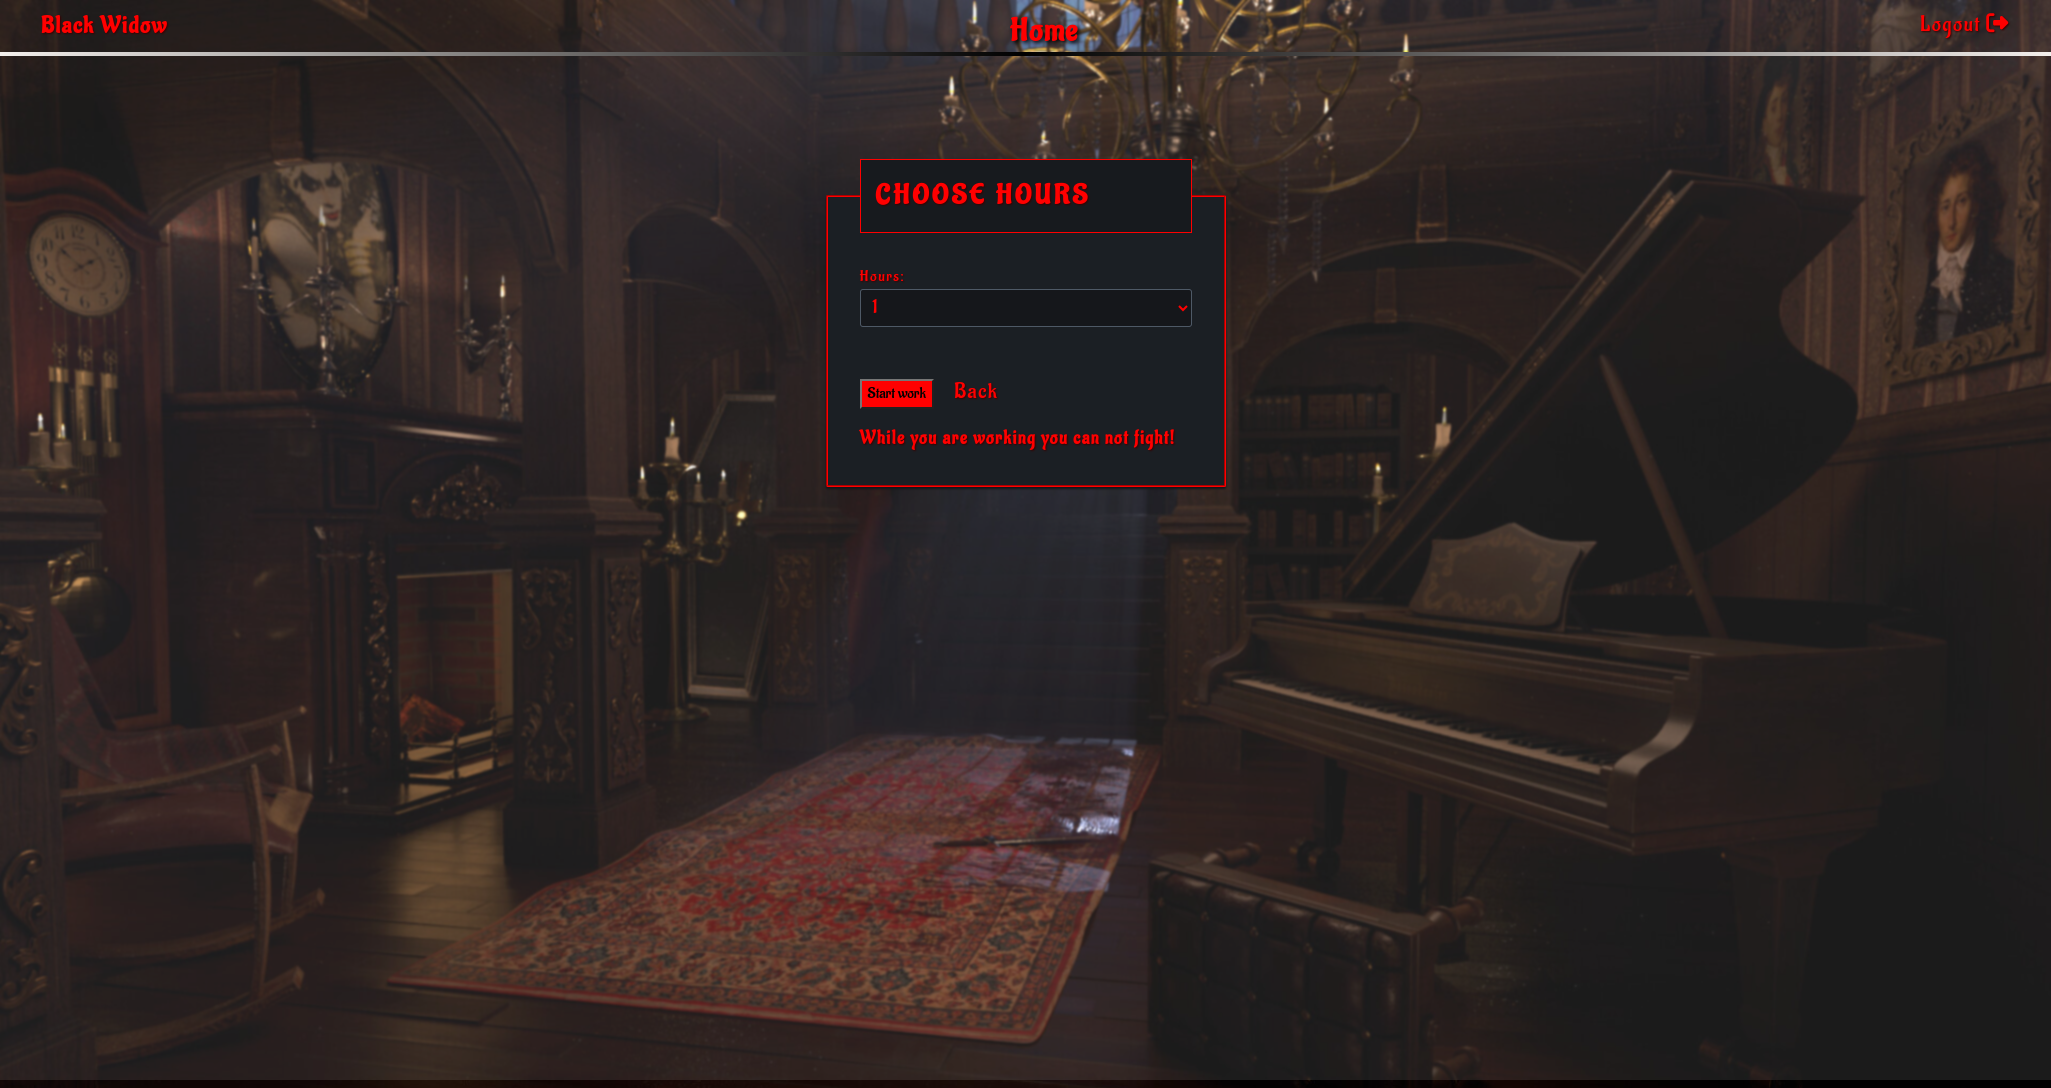 Black Widow
Home
Logout
CHOOSE HOURS
Hours:
1
Start work
Back
While you are working you can not fight!